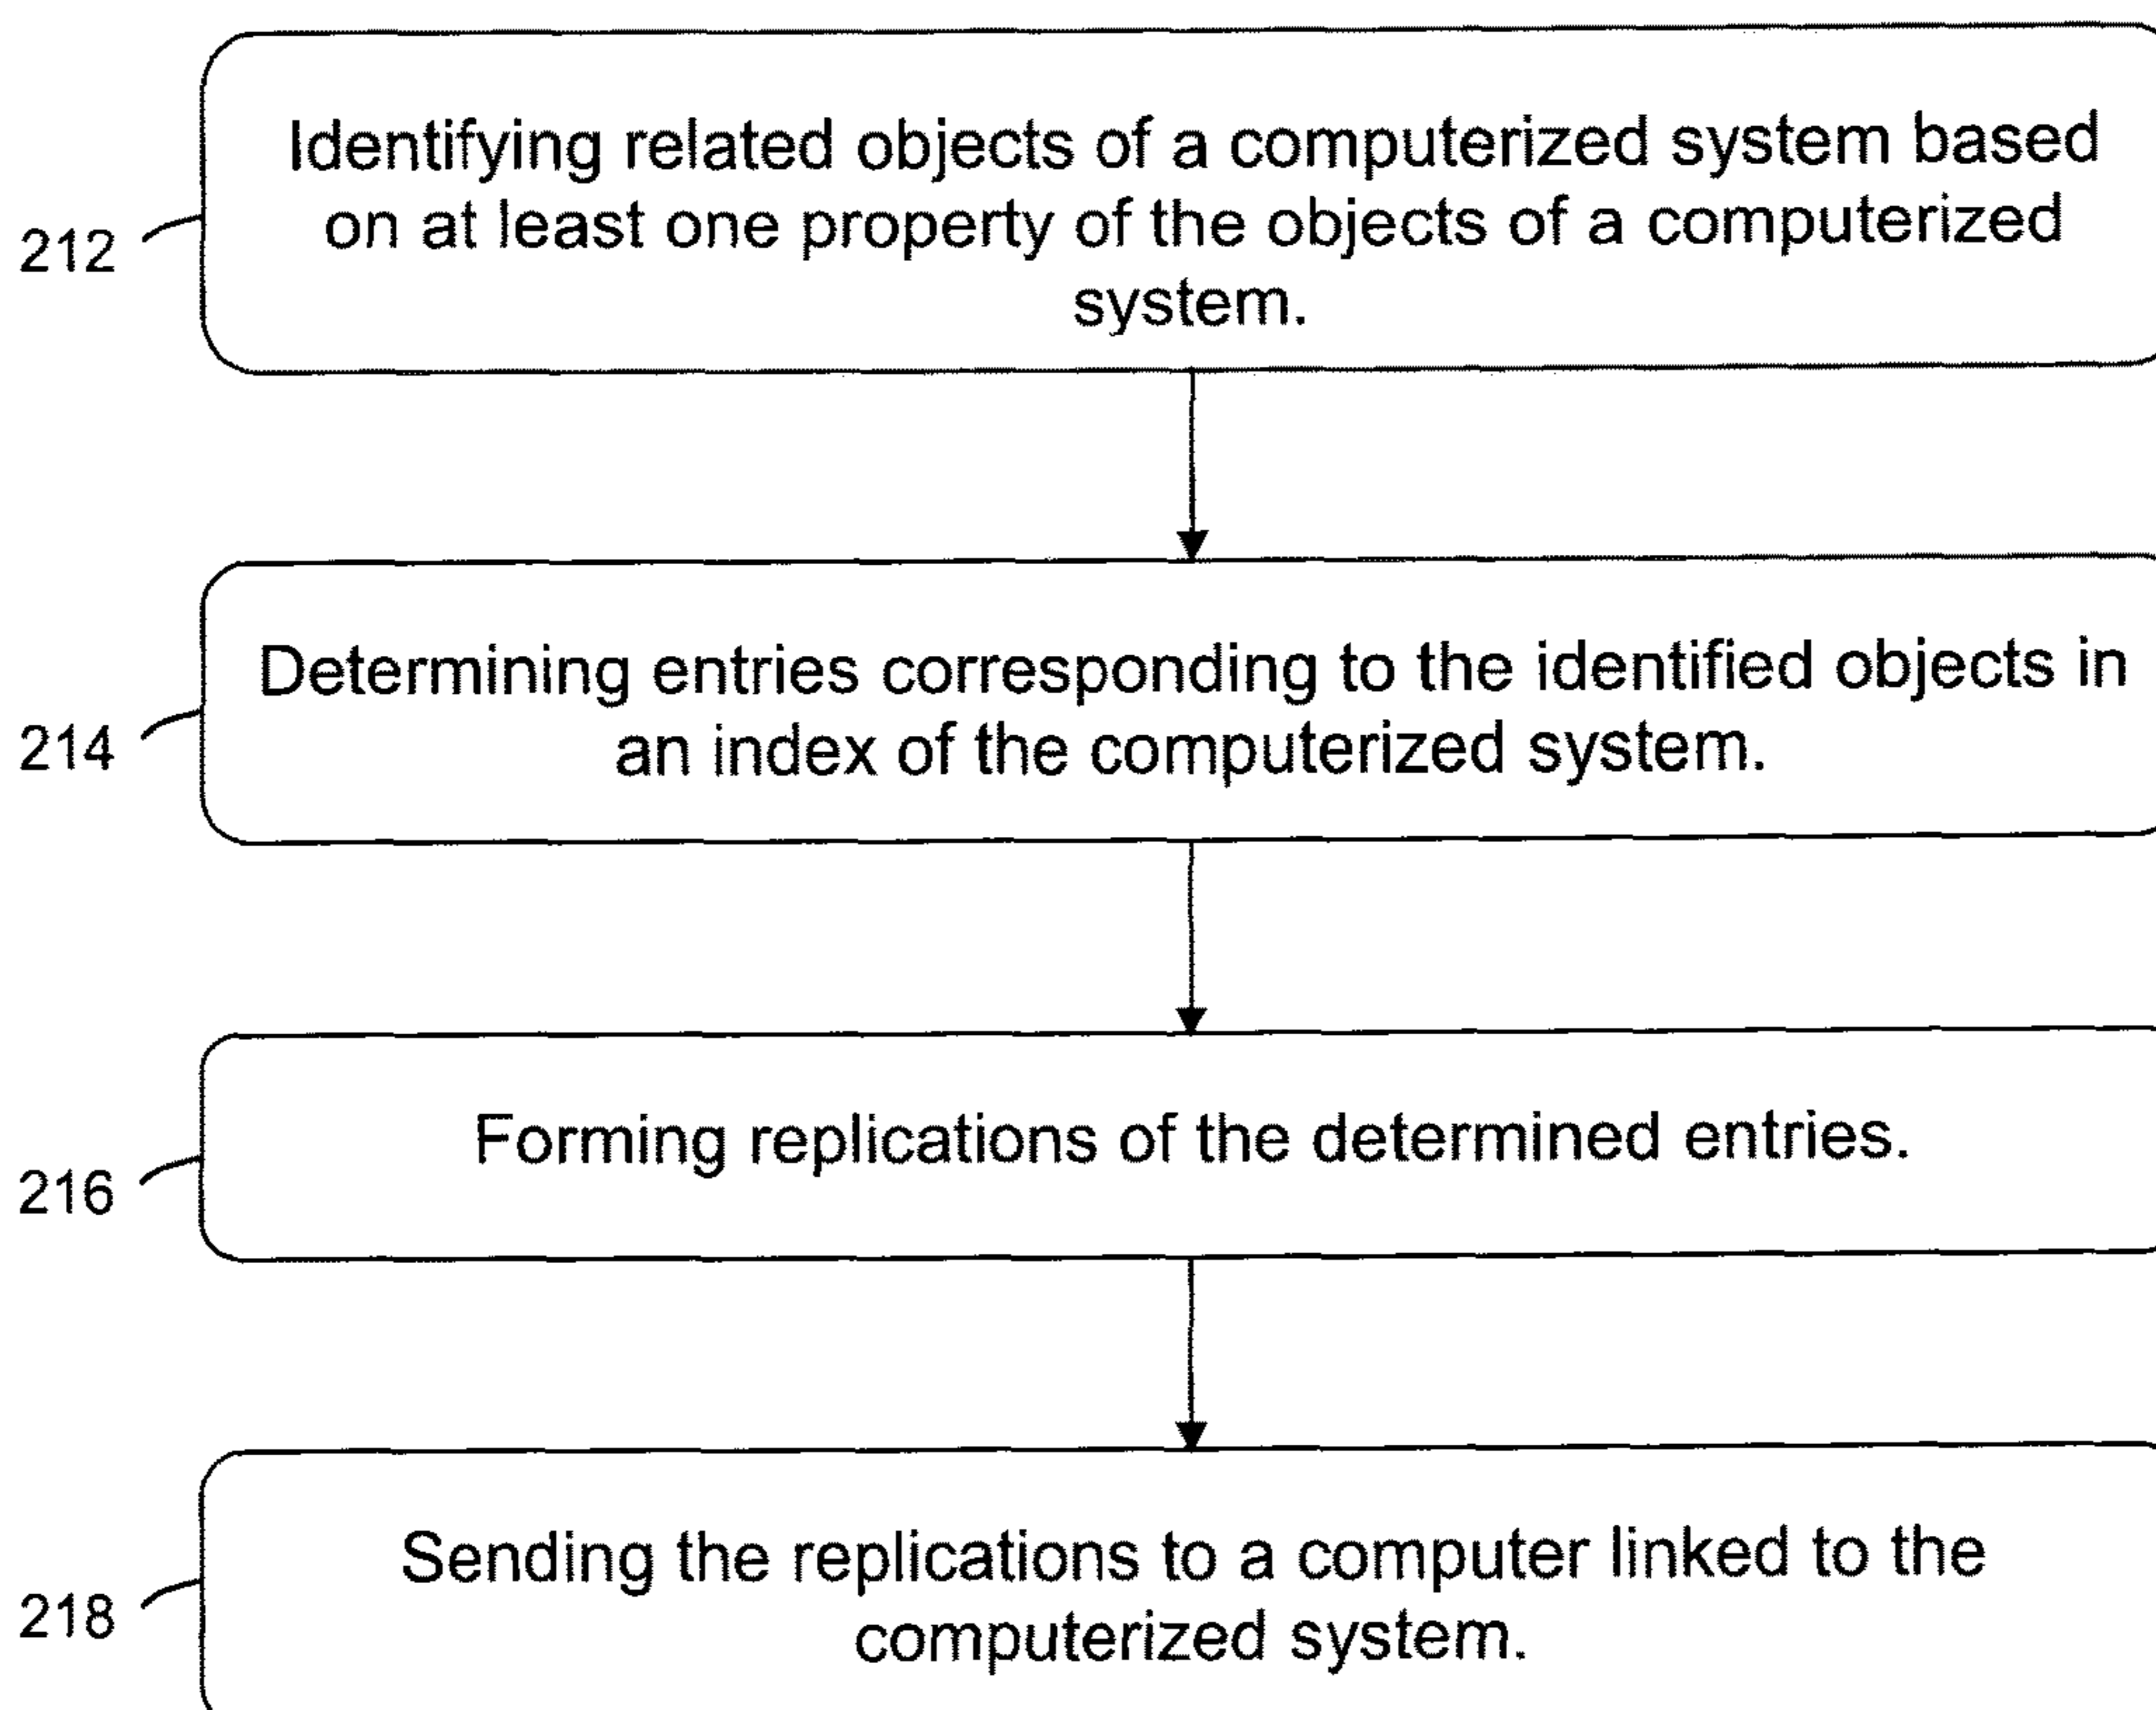 Identifying related objects of a computerized system based
on at least one property of the objects of a computerized
system.
212
Determining entries corresponding to the identified objects in
an index of the computerized system.
214
Forming replications of the determined entries.
216
Sending the replications to a computer linked to the
computerized system.
218